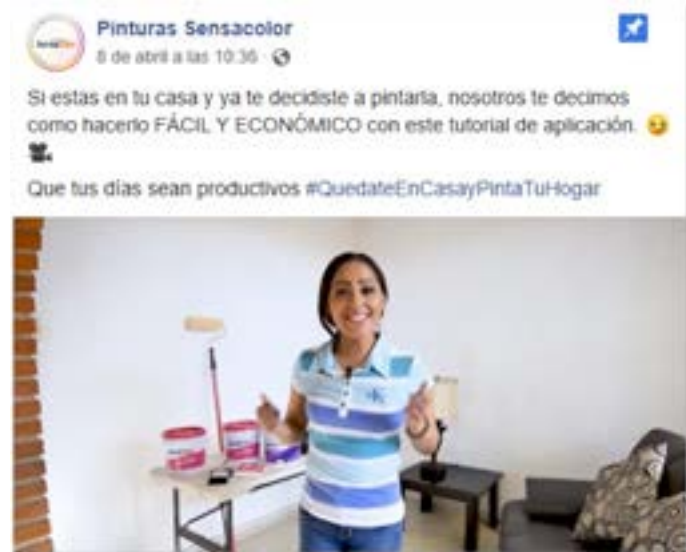 Pinturas Sensacolor
8 de abril a las 10:36
Si estas en tu casa y ya te decidiste a pintarla, nosotros te decimos
como hacerlo FÁCIL Y ECONÓMICO con este tutorial de aplicación.
Que tus días sean productivos #QuedateEnCasayPintaTuHogar